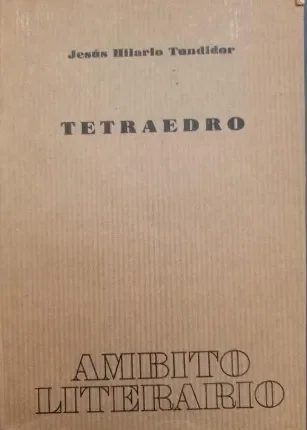 Jesús Hilario Tundidor
TETRAEDRO
AMBITO
LITERARIO